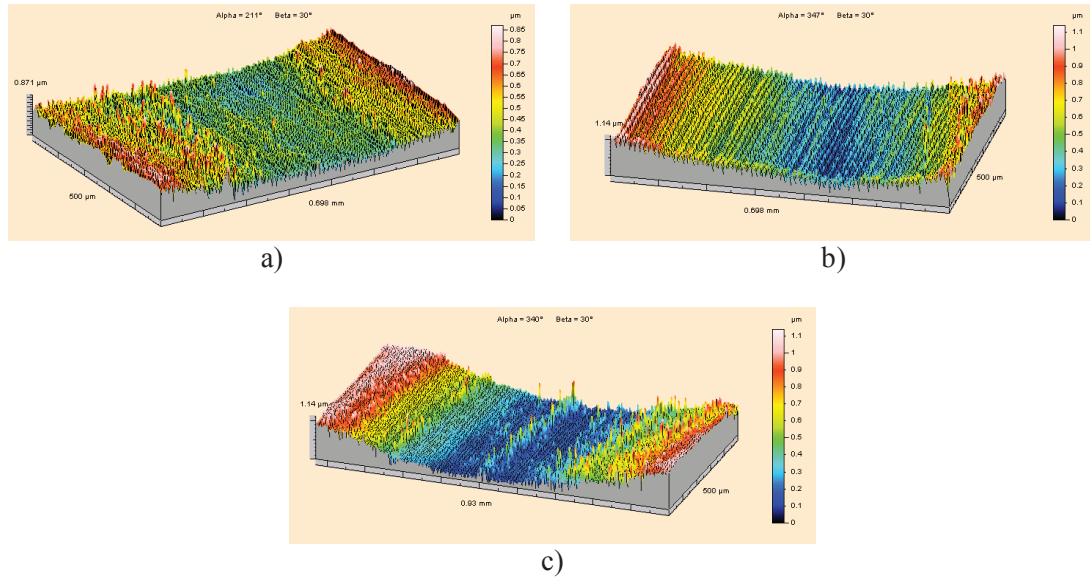 Alpha = 211° Beta = 30°
µm
0.85
0.8
0.75
0.7
0.65
0.6
0.55
0.5
0.45
0.4
0.35
0.3
0.25
0.2
0.15
0.1
0.05
0
0.871 µm
500 µm
0.698 mm
a)
Alpha = 347° Beta = 30°
µm
1.1
1
0.9
0.8
0.7
0.6
0.5
0.4
0.3
0.2
0.1
0
1.14 µm
0.698 mm
500 µm
b)
Alpha = 340° Beta = 30°
µm
1.1
1
0.9
0.8
0.7
0.6
0.5
0.4
0.3
0.2
0.1
0
1.14 µm
0.93 mm
500 µm
c)